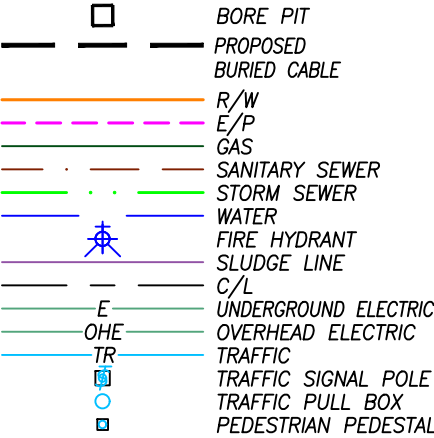 BORE PIT
PROPOSED
BURIED CABLE
R/W
E/P
GAS
SANITARY SEWER
STORM SEWER
WATER
FIRE HYDRANT
SLUDGE LINE
C/L
E UNDERGROUND ELECTRIC
OHE OVERHEAD ELECTRIC
TR TRAFFIC
TRAFFIC SIGNAL POLE
TRAFFIC PULL BOX
PEDESTRIAN PEDESTAL